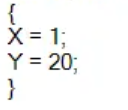 {
X = 1;
Y = 20;
}